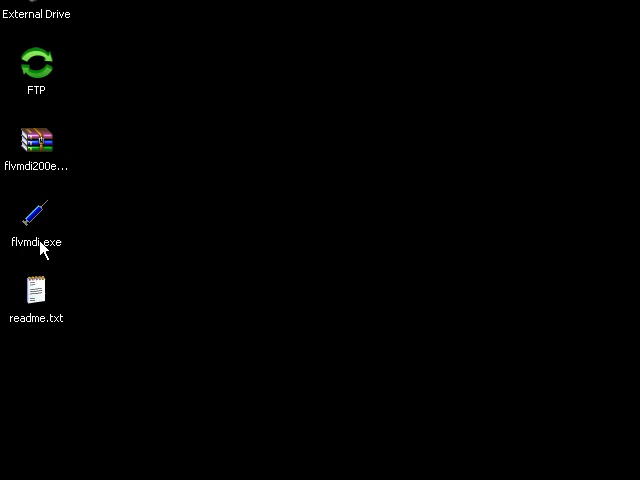 External Drive
FTP
flvmdi200e...
flvmdi.exe
readme.txt